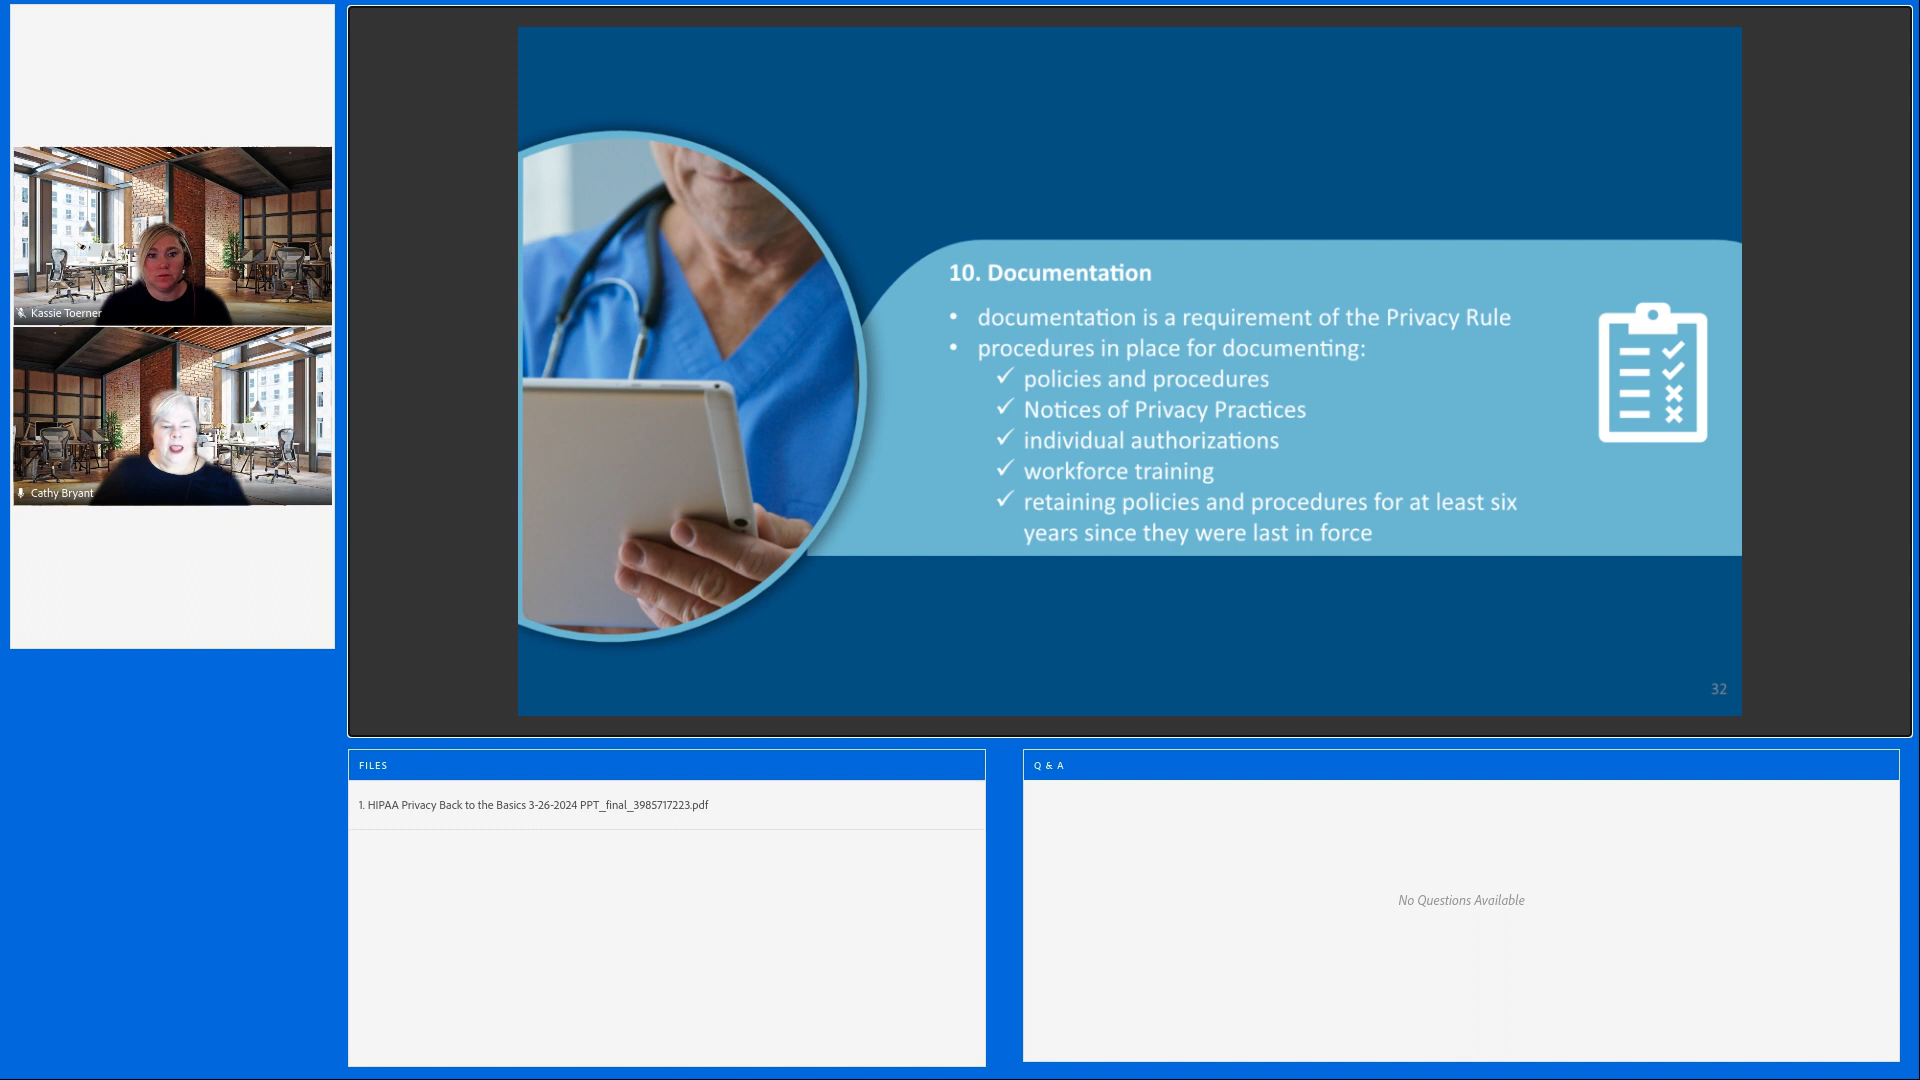 Kassie Toerner
Cathy Bryant
10. Documentation
• documentation is a requirement of the Privacy Rule
• procedures in place for documenting:
✓ policies and procedures
✓ Notices of Privacy Practices
✓ individual authorizations
✓ workforce training
✓ retaining policies and procedures for at least six
years since they were last in force
32
FILES
1. HIPAA Privacy Back to the Basics 3-26-2024 PPT_final_3985717223.pdf
Q & A
No Questions Available